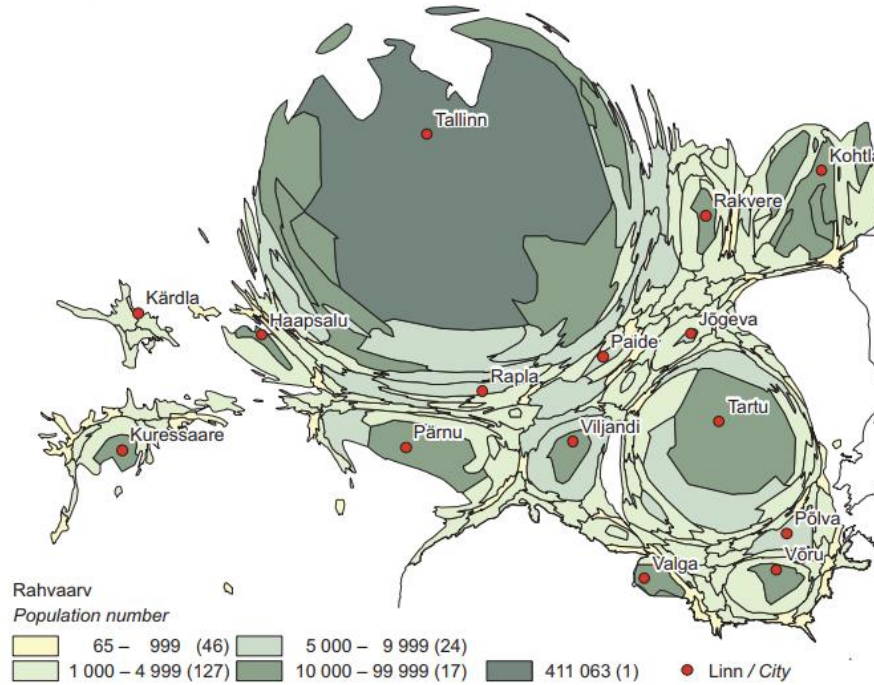 Tallinn
Kohtla
Rakvere
Kärdla
Haapsalu
Jõgeva
Paide
Rapla
Tartu
Viljandi
Pärnu
Kuressaare
Põlva
Võru
Valga
Rahvaarv
Population number
65 – 999 (46)
5 000 – 9 999 (24)
1 000 – 4 999 (127)
10 000 – 99 999 (17)
411 063 (1)
Linn / City